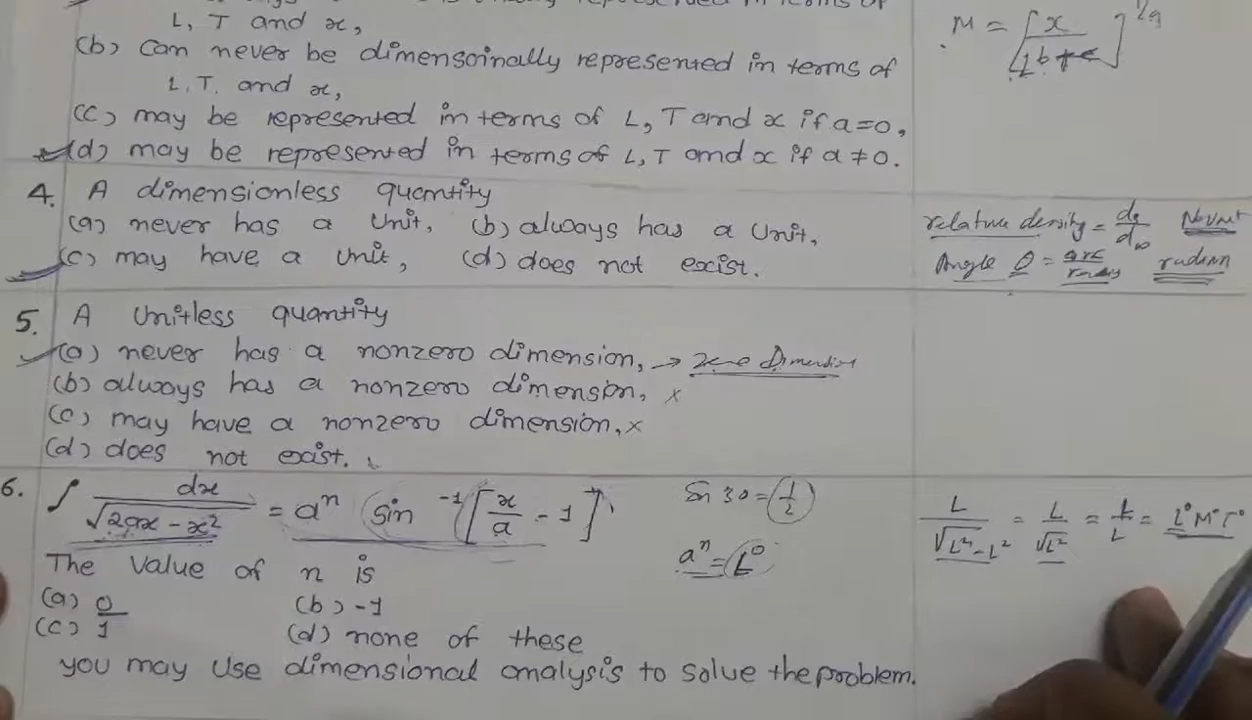 L, T and x,
(b) can never be dimensoinally represented in terms of
L, T, and x,
(c) may be represented in terms of L, T and x if a=0,
(d) may be represented in terms of L, T and x if a ≠ 0.
4. A dimensionless quantity
(a) never has a Unit, (b) always has a Unit,
(c) may have a Unit, (d) does not exist.
5. A Unitless quantity
(a) never has a nonzero dimension, → zero Dimension
(b) always has a nonzero dimension, x
(c) may have a nonzero dimension, x
(d) does not exist.
6. ∫ dx / √2ax - x² = aⁿ sin⁻¹ [x/a - 1]
The value of n is
(a) 0 (b) -1
(c) 1 (d) none of these
you may use dimensional analysis to solve the problem.
M = [x /
relative density =
Angle θ = arc/radius radian
Sn 30 = (1/2)
aⁿ = L⁰
L/√L²-L² = L/√L² = L/L = L⁰M⁰T⁰